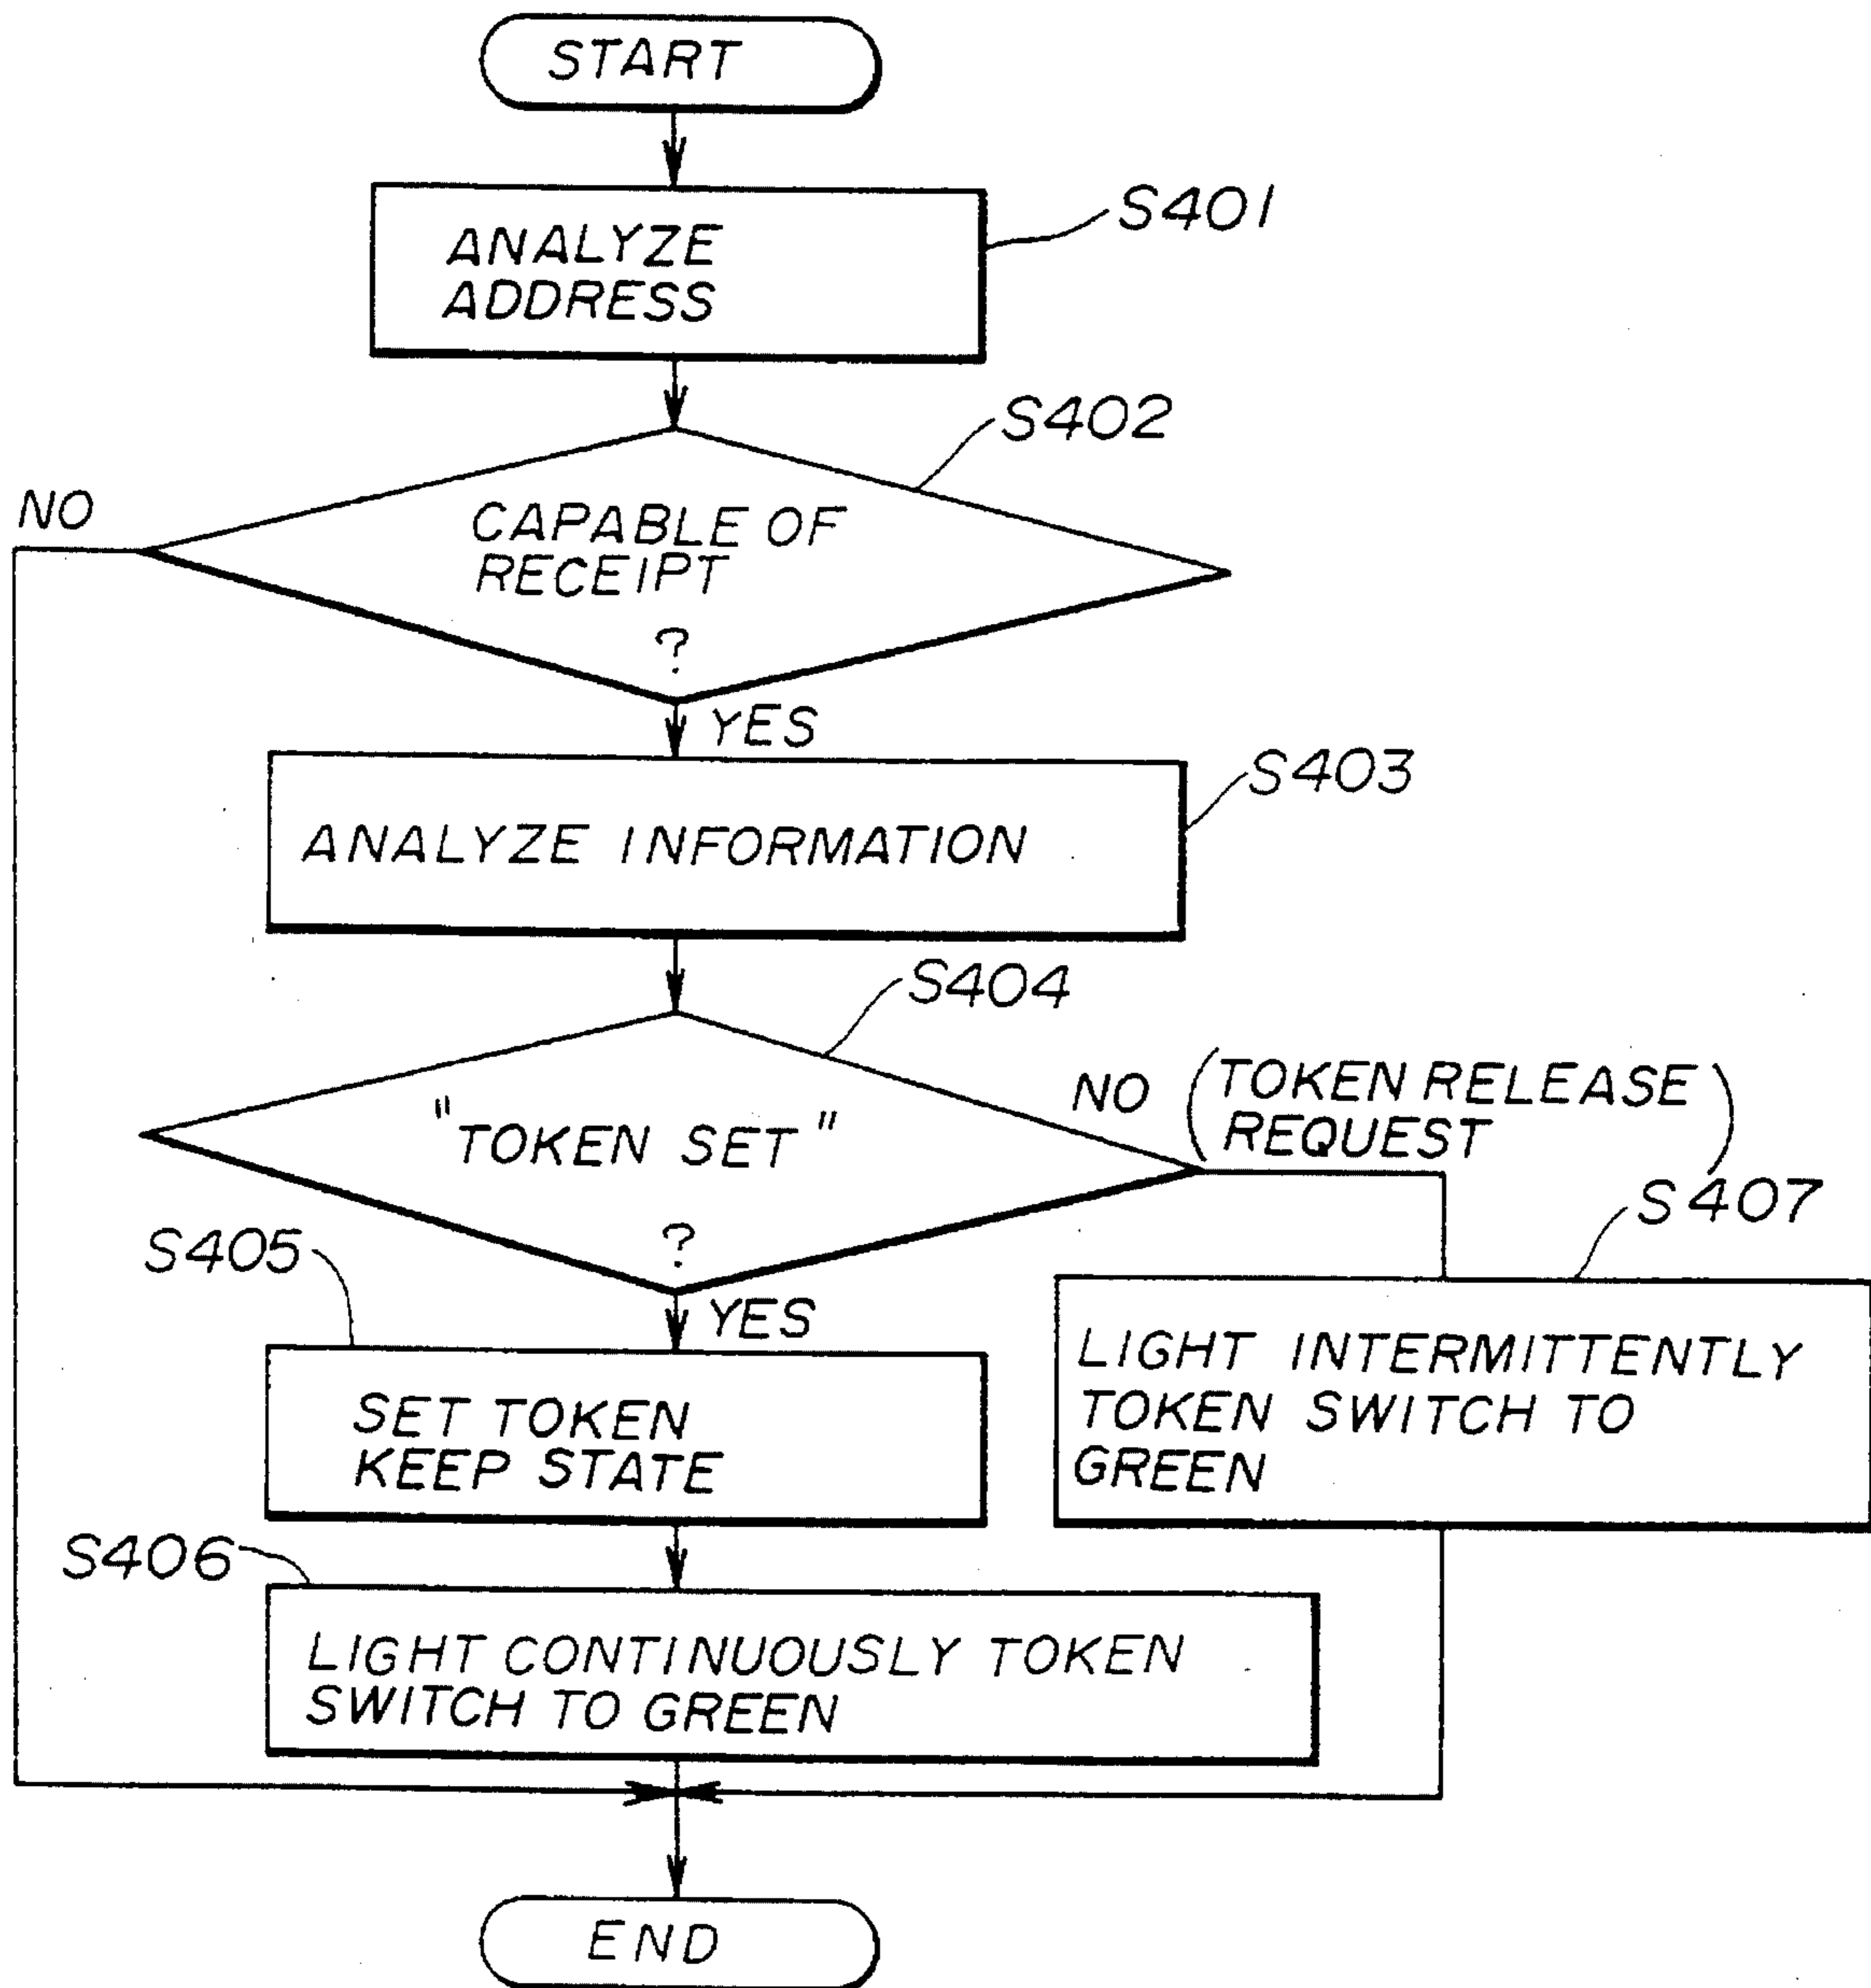 START
S401
ANALYZE
ADDRESS
S402
NO
CAPABLE OF
RECEIPT
?
YES
S403
ANALYZE INFORMATION
S404
NO (TOKEN RELEASE
REQUEST)
"TOKEN SET"
?
S407
S405
YES
LIGHT INTERMITTENTLY
TOKEN SWITCH TO
GREEN
SET TOKEN
KEEP STATE
S406
LIGHT CONTINUOUSLY TOKEN
SWITCH TO GREEN
END